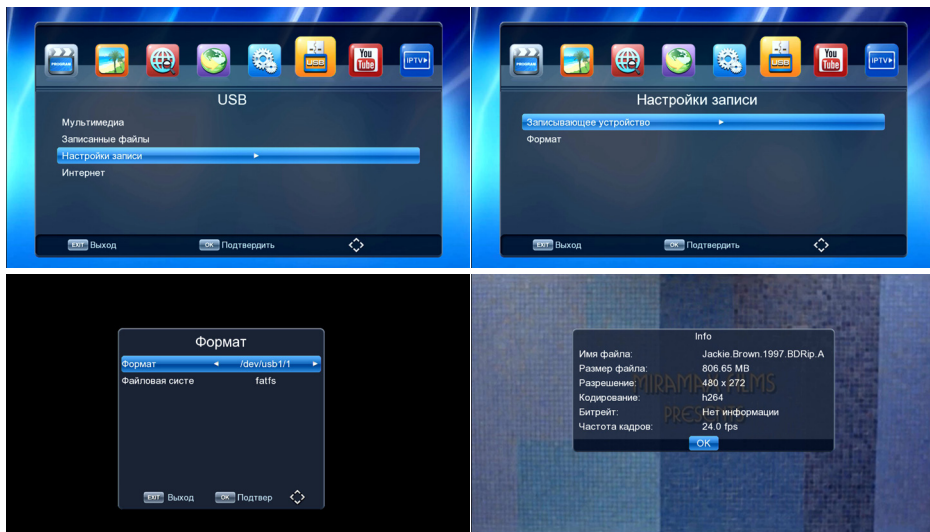 PROGRAM
USB
You
Tube
IPTV
USB
Мультимедиа
Записанные файлы
Настройки записи
Интернет
EXIT Выход
OK Подтвердить
PROGRAM
USB
You
Tube
IPTV
Настройки записи
Записывающее устройство
Формат
EXIT Выход
OK Подтвердить
Формат
Формат /dev/usb1/1
Файловая систе fatfs
EXIT Выход OK Подтвер
Info
Имя файла: Jackie.Brown.1997.BDRip.A
Размер файла: 806.65 MB
Разрешение: 480 x 272
Кодирование: h264
Битрейт: Нет информации
Частота кадров: 24.0 fps
OK
MIRAMAX FILMS
PRESENTS